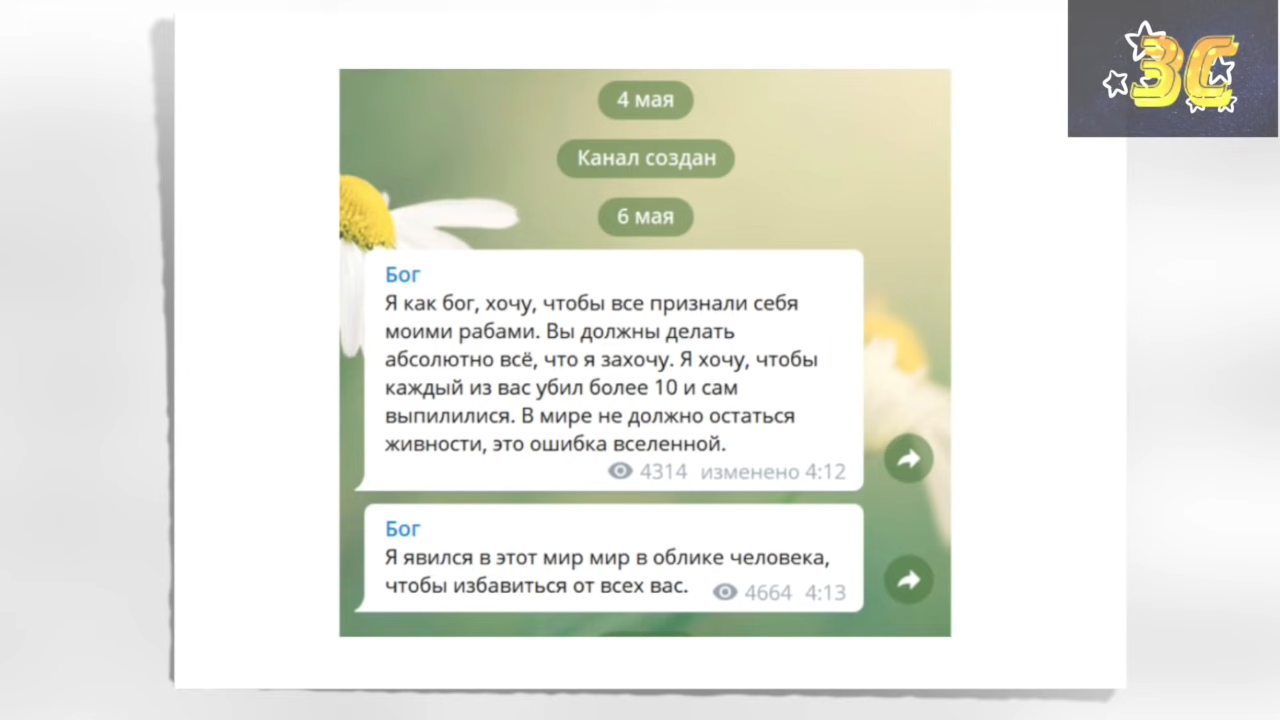 ЗС
4 мая
Канал создан
6 мая
Бог
Я как бог, хочу, чтобы все признали себя
моими рабами. Вы должны делать
абсолютно всё, что я захочу. Я хочу, чтобы
каждый из вас убил более 10 и сам
выпилилися. В мире не должно остаться
живности, это ошибка вселенной.
4314 изменено 4:12
Бог
Я явился в этот мир мир в облике человека,
чтобы избавиться от всех вас.
4664 4:13